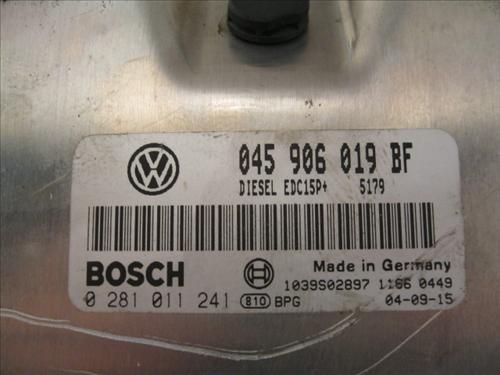 VW 045 906 019 BF
DIESEL EDC15P+ 5179
BOSCH Made in Germany
1039S02897 1166 0449
0 281 011 241 810 BPG 04-09-15